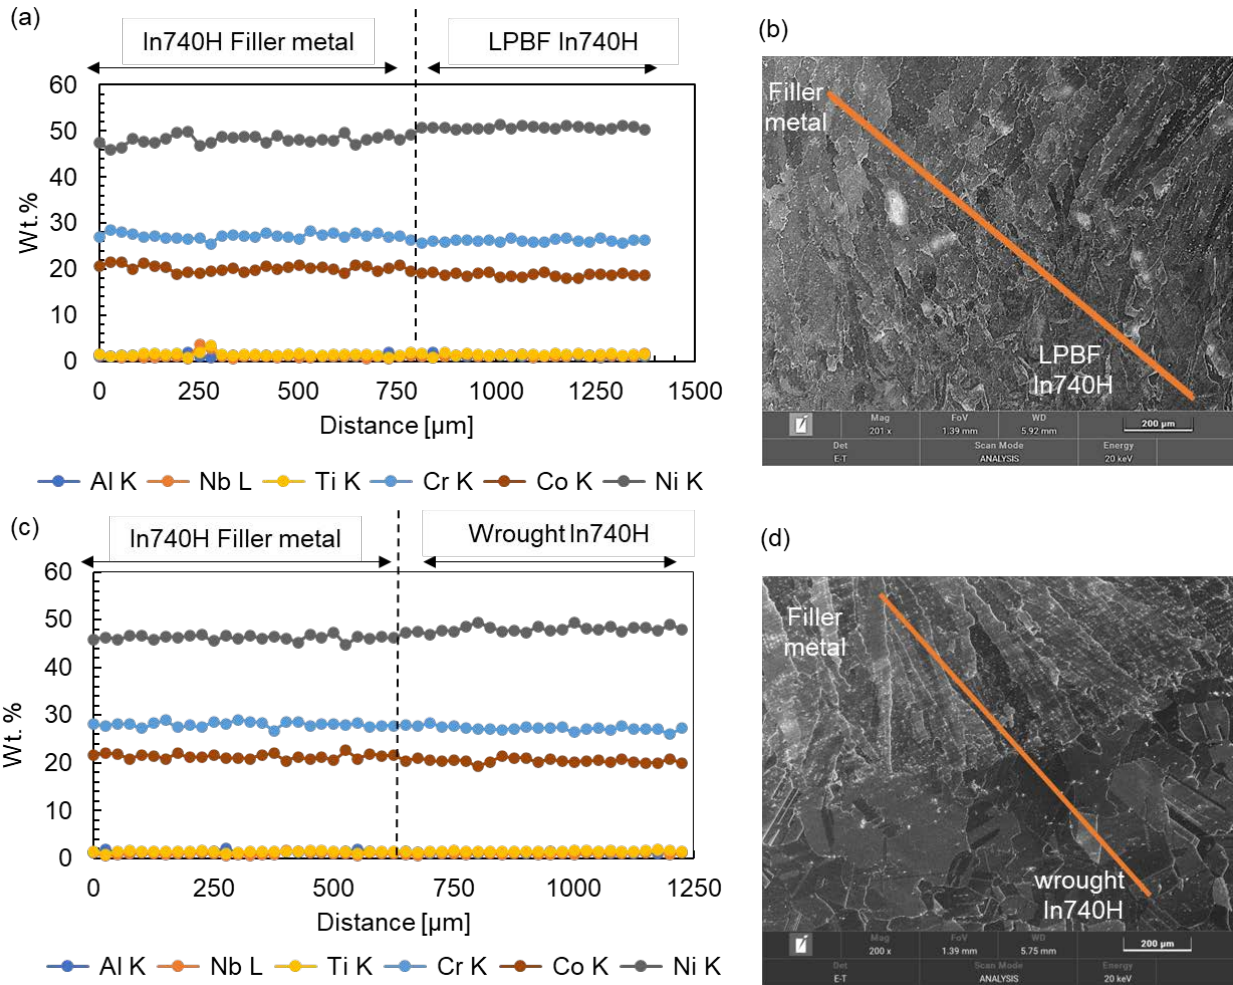 (a)
In740H Filler metal
LPBF In740H
60
50
40
30
20
10
0
Wt.%
0 250 500 750 1000 1250 1500
Distance [µm]
Al K Nb L Ti K Cr K Co K Ni K
(b)
Filler
metal
LPBF
In740H
Mag FoV WD
201 x 1.39 mm 5.92 mm 200 µm
Det Scan Mode Energy
E-T ANALYSIS 20 keV
(c)
In740H Filler metal
Wrought In740H
60
50
40
30
20
10
0
Wt.%
0 250 500 750 1000 1250
Distance [µm]
Al K Nb L Ti K Cr K Co K Ni K
(d)
Filler
metal
wrought
In740H
Mag FoV WD
200 x 1.39 mm 5.75 mm 200 µm
Det Scan Mode Energy
E-T ANALYSIS 20 keV